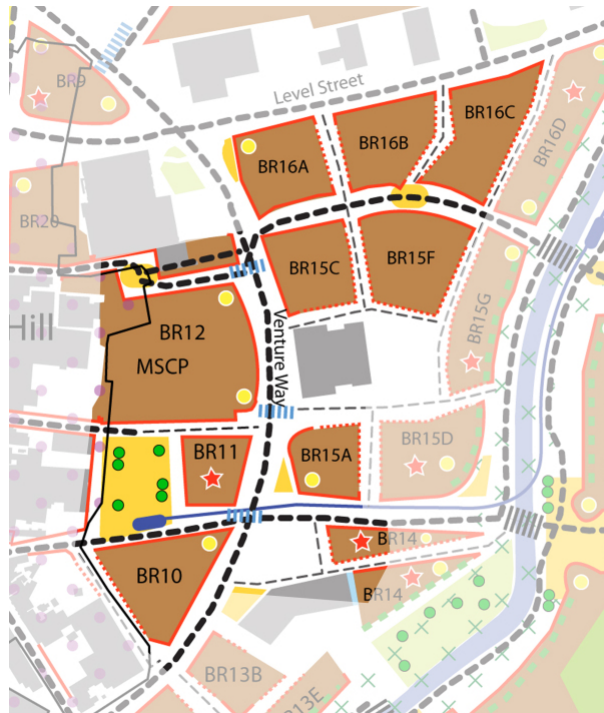 BR9
Level Street
BR16C
BR16B
BR16D
BR16A
BR20
BR15C
BR15F
BR15G
Hill
BR12
MSCP
Venture Way
BR11
BR15A
BR15D
BR14
BR10
BR14
BR13B
BR13E